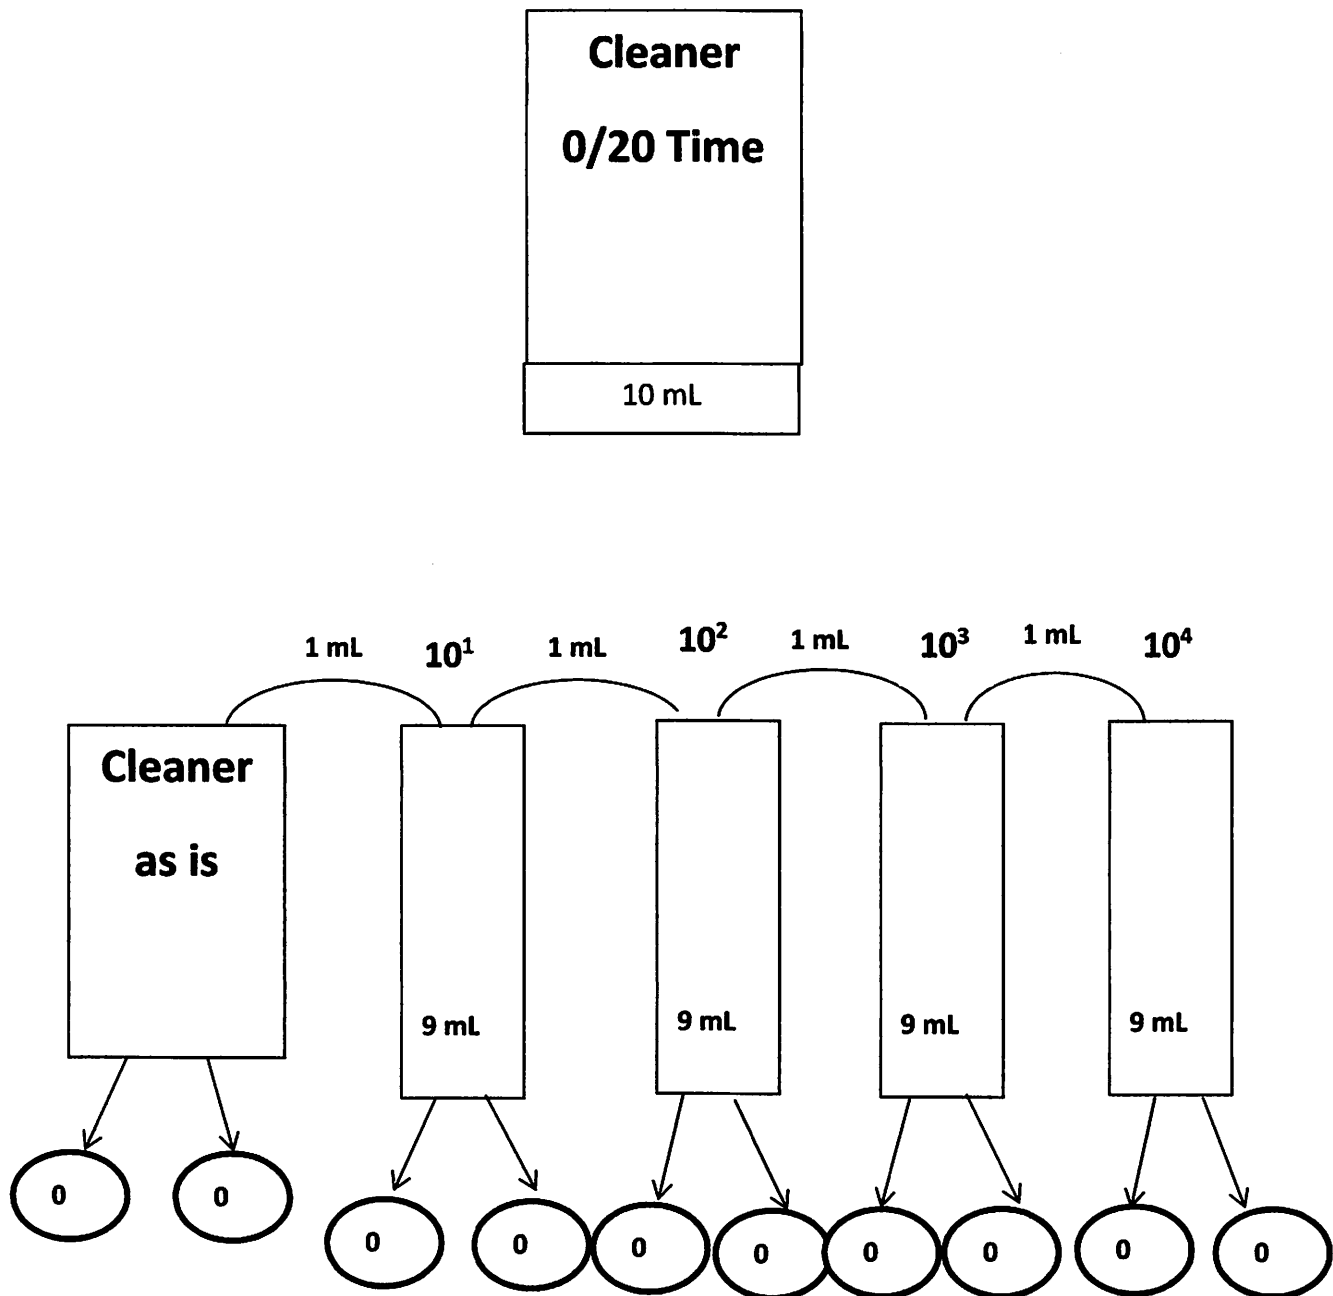 Cleaner
0/20 Time
10 mL
1 mL 10¹ 1 mL 10² 1 mL 10³ 1 mL 10⁴
Cleaner
as is
9 mL 9 mL 9 mL 9 mL
0 0 0 0 0 0 0 0 0 0